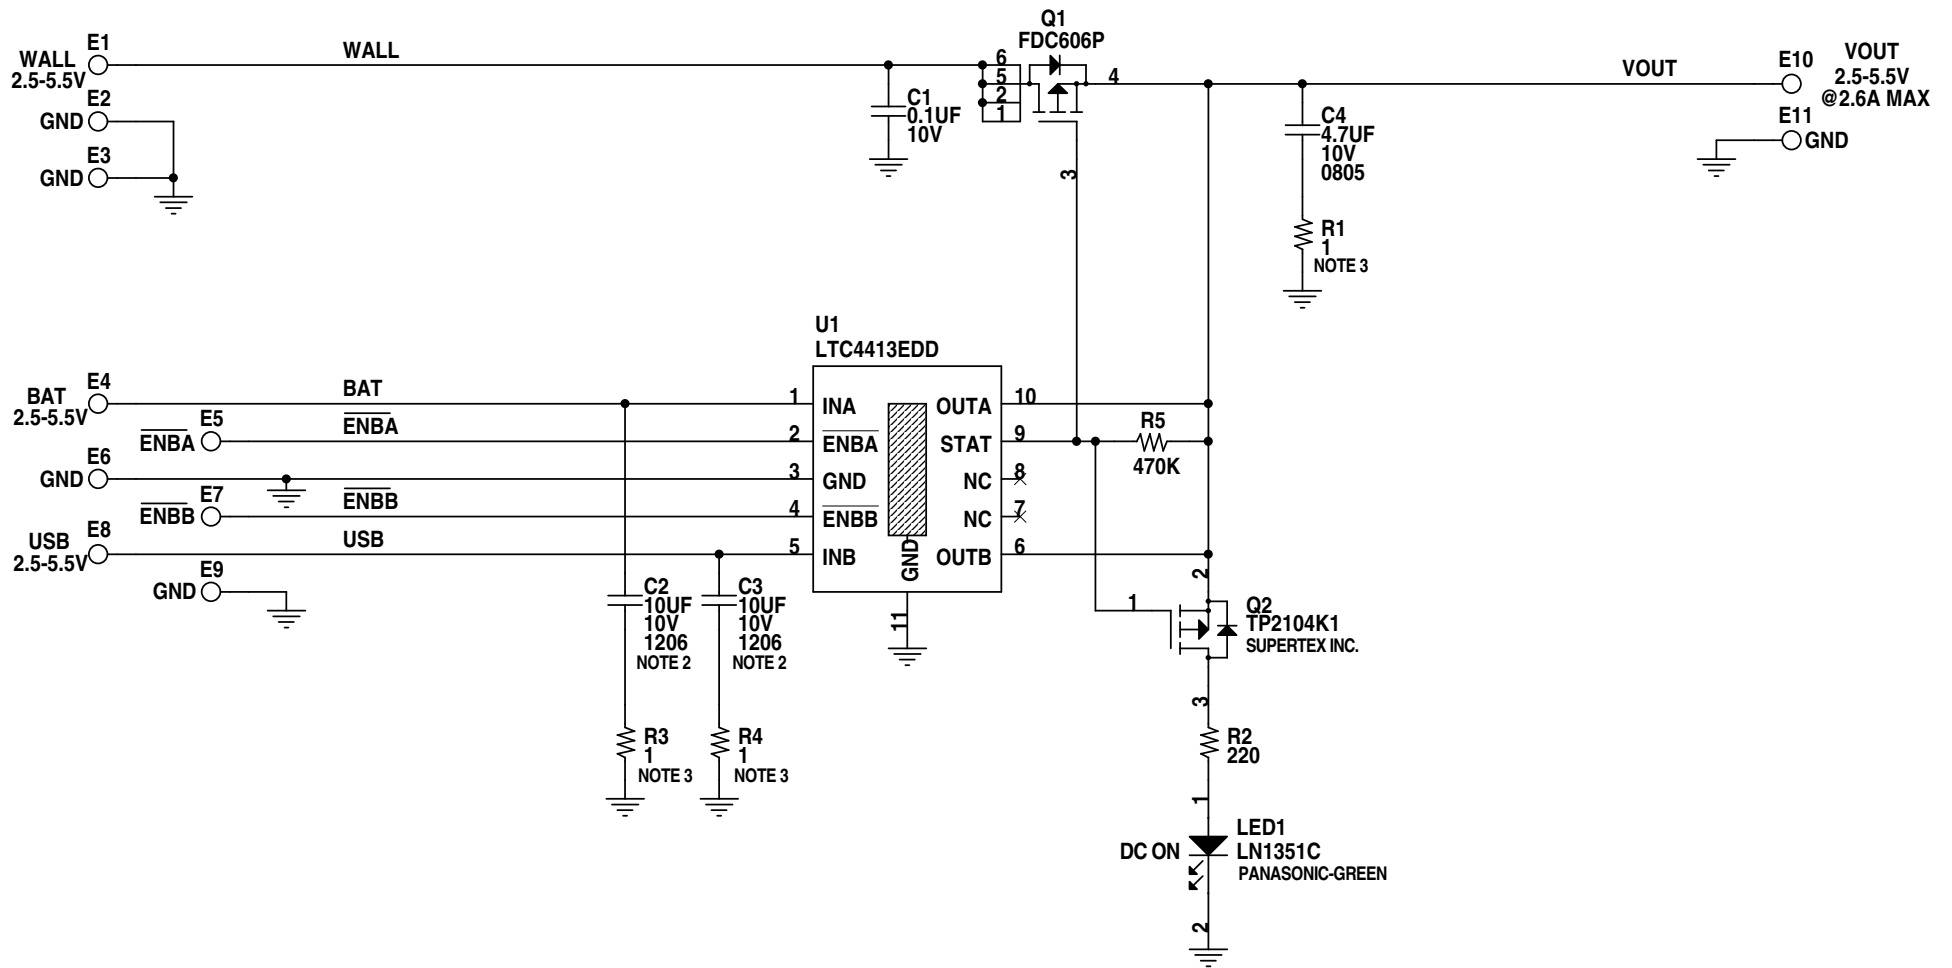 Q1
FDC606P
E1
WALL
2.5-5.5V
WALL
6
5
2
1
4
VOUT
E10
VOUT
2.5-5.5V
@2.6A MAX
E2
GND
C1
0.1UF
10V
C4
4.7UF
10V
0805
E11
GND
E3
GND
3
R1
1
NOTE 3
U1
LTC4413EDD
E4
BAT
2.5-5.5V
BAT
1
INA
OUTA
10
E5
ENBA
ENBA
2
ENBA
STAT
9
R5
470K
E6
GND
3
GND
NC
8
E7
ENBB
ENBB
4
ENBB
NC
7
E8
USB
2.5-5.5V
USB
5
INB
GND
OUTB
6
E9
GND
C2
10UF
10V
1206
NOTE 2
C3
10UF
10V
1206
NOTE 2
11
2
1
Q2
TP2104K1
SUPERTEX INC.
3
R3
1
NOTE 3
R4
1
NOTE 3
R2
220
1
DC ON
LED1
LN1351C
PANASONIC-GREEN
2